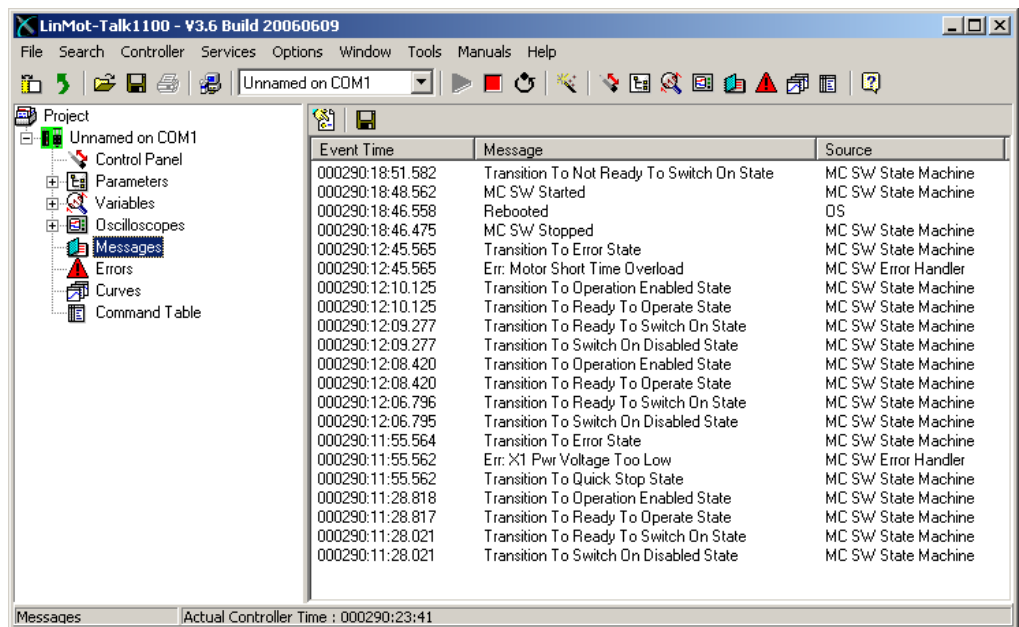 LinMot-Talk1100 - V3.6 Build 20060609
File Search Controller Services Options Window Tools Manuals Help
Unnamed on COM1
Project
Unnamed on COM1
Control Panel
Parameters
Variables
Oscilloscopes
Messages
Errors
Curves
Command Table
Event Time Message Source
000290:18:51.582 Transition To Not Ready To Switch On State MC SW State Machine
000290:18:48.562 MC SW Started MC SW State Machine
000290:18:46.558 Rebooted OS
000290:18:46.475 MC SW Stopped MC SW State Machine
000290:12:45.565 Transition To Error State MC SW State Machine
000290:12:45.565 Err: Motor Short Time Overload MC SW Error Handler
000290:12:10.125 Transition To Operation Enabled State MC SW State Machine
000290:12:10.125 Transition To Ready To Operate State MC SW State Machine
000290:12:09.277 Transition To Ready To Switch On State MC SW State Machine
000290:12:09.277 Transition To Switch On Disabled State MC SW State Machine
000290:12:08.420 Transition To Operation Enabled State MC SW State Machine
000290:12:08.420 Transition To Ready To Operate State MC SW State Machine
000290:12:06.796 Transition To Ready To Switch On State MC SW State Machine
000290:12:06.795 Transition To Switch On Disabled State MC SW State Machine
000290:11:55.564 Transition To Error State MC SW State Machine
000290:11:55.562 Err: X1 Pwr Voltage Too Low MC SW Error Handler
000290:11:55.562 Transition To Quick Stop State MC SW State Machine
000290:11:28.818 Transition To Operation Enabled State MC SW State Machine
000290:11:28.817 Transition To Ready To Operate State MC SW State Machine
000290:11:28.021 Transition To Ready To Switch On State MC SW State Machine
000290:11:28.021 Transition To Switch On Disabled State MC SW State Machine
Messages Actual Controller Time : 000290:23:41